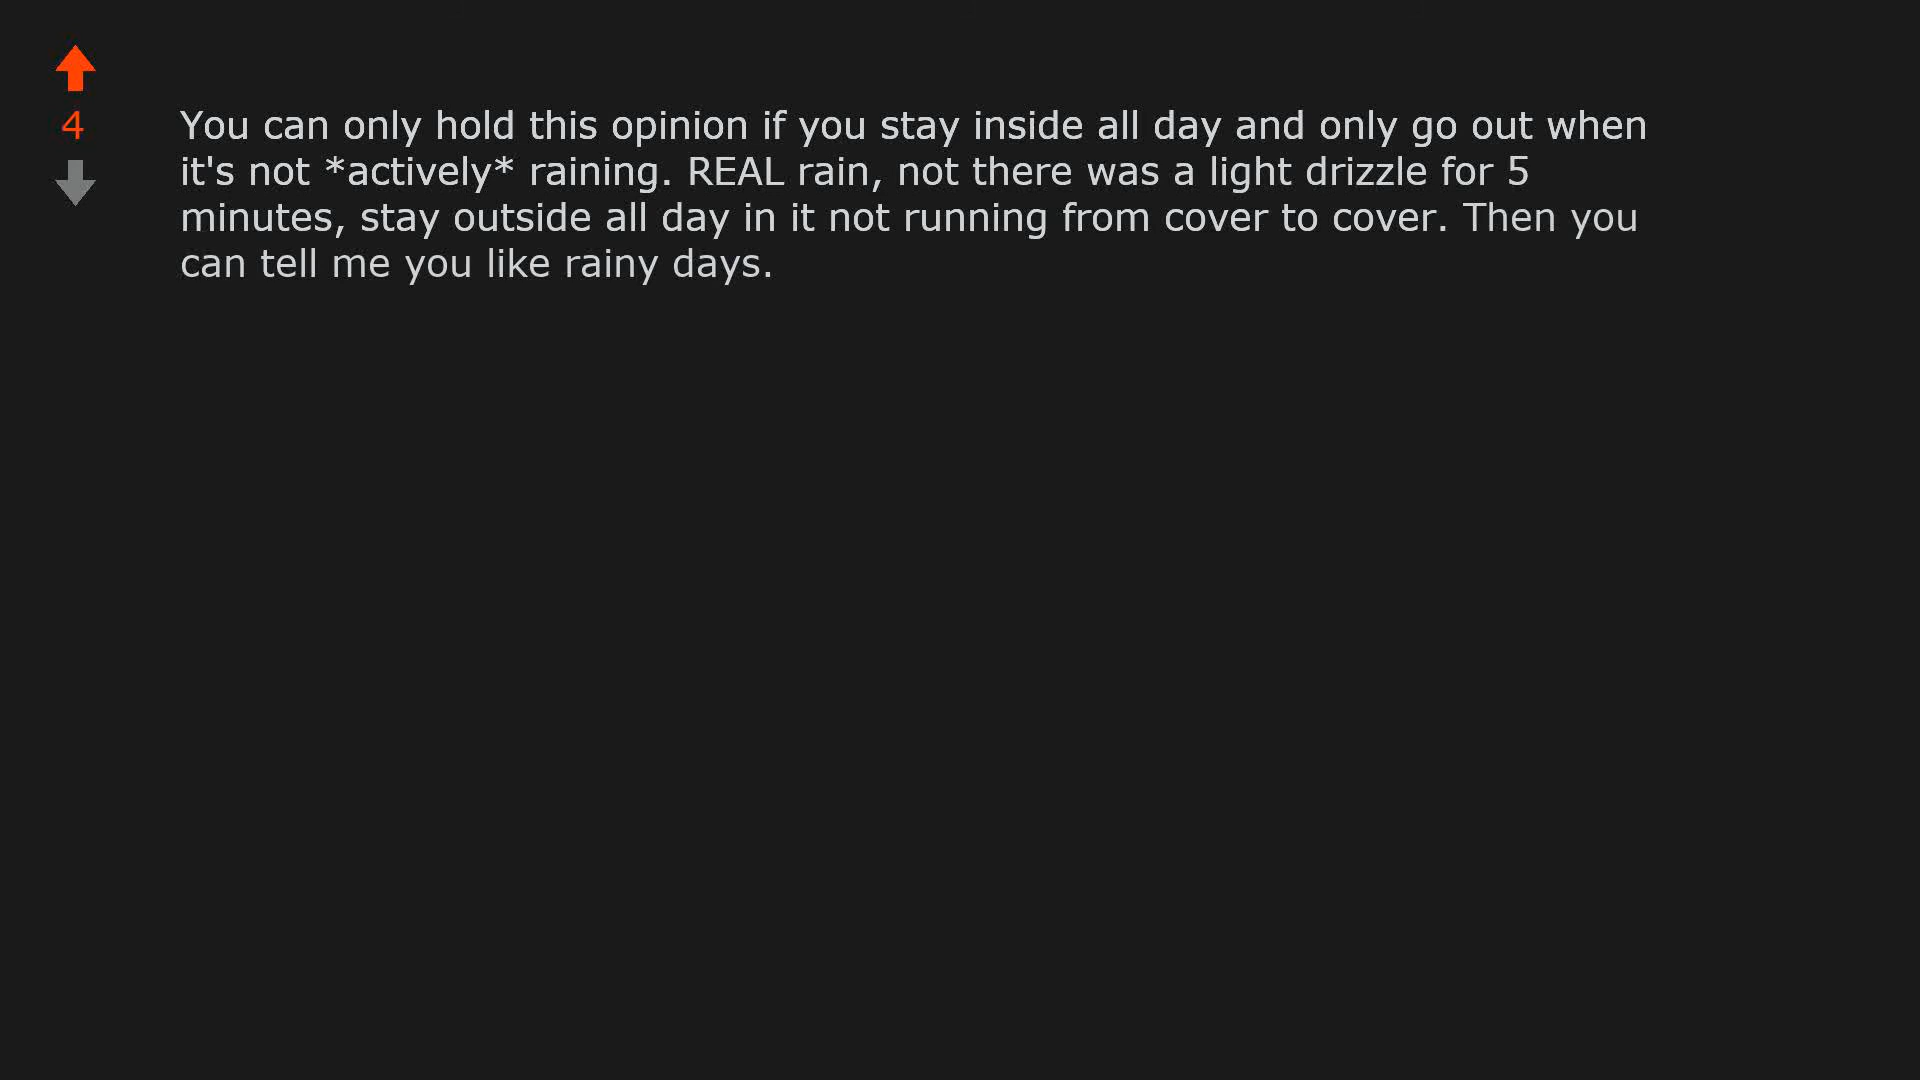 4
You can only hold this opinion if you stay inside all day and only go out when
it's not *actively* raining. REAL rain, not there was a light drizzle for 5
minutes, stay outside all day in it not running from cover to cover. Then you
can tell me you like rainy days.